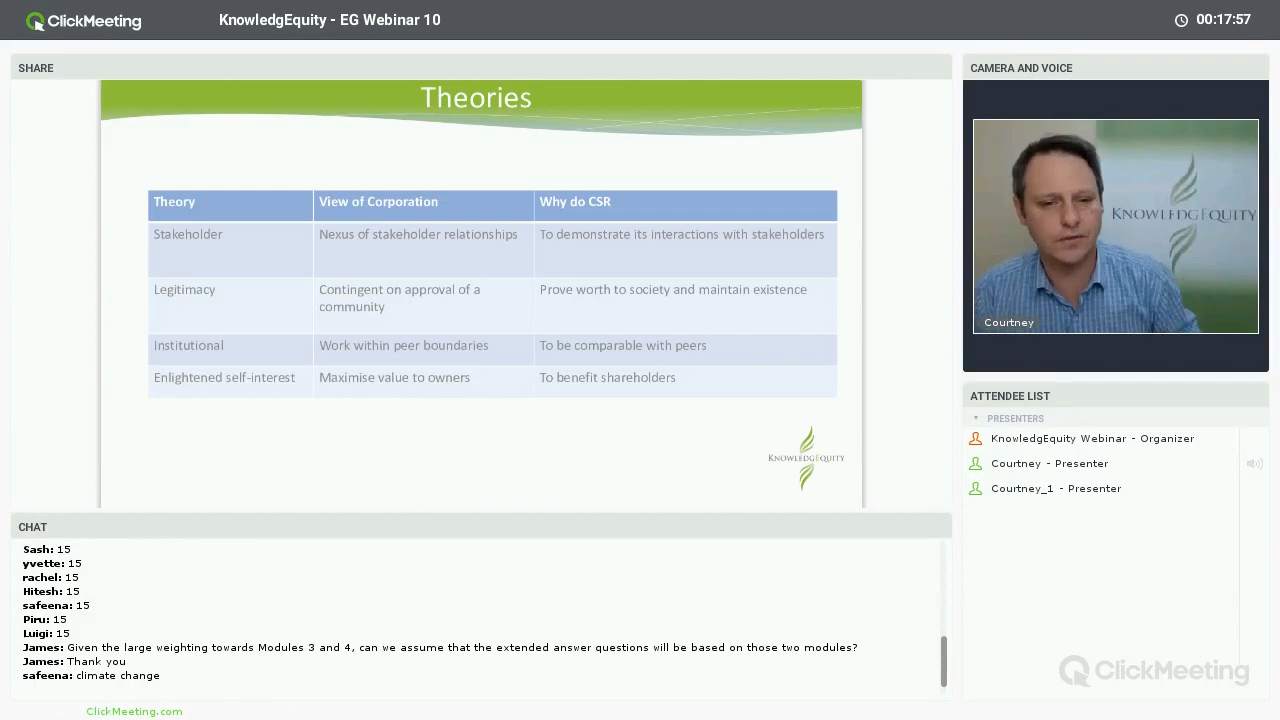 ClickMeeting
KnowledgEquity - EG Webinar 10
00:17:57
SHARE
Theories
Theory View of Corporation Why do CSR
Stakeholder Nexus of stakeholder relationships To demonstrate its interactions with stakeholders
Legitimacy Contingent on approval of a community Prove worth to society and maintain existence
Institutional Work within peer boundaries To be comparable with peers
Enlightened self-interest Maximise value to owners To benefit shareholders
KNOWLEDGEQUITY
CAMERA AND VOICE
KNOWLEDGEQUITY
Courtney
ATTENDEE LIST
PRESENTERS
KnowledgEquity Webinar - Organizer
Courtney - Presenter
Courtney_1 - Presenter
CHAT
Sash: 15
yvette: 15
rachel: 15
Hitesh: 15
safeena: 15
Piru: 15
Luigi: 15
James: Given the large weighting towards Modules 3 and 4, can we assume that the extended answer questions will be based on those two modules?
James: Thank you
safeena: climate change
ClickMeeting
ClickMeeting.com